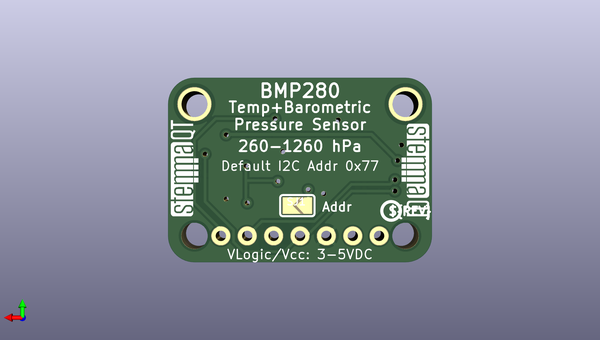 BMP280
Temp+Barometric
Pressure Sensor
260-1260 hPa
Default I2C Addr 0x77
stemma QT
stemma QT
Addr
$[REV]
VLogic/Vcc: 3-5VDC